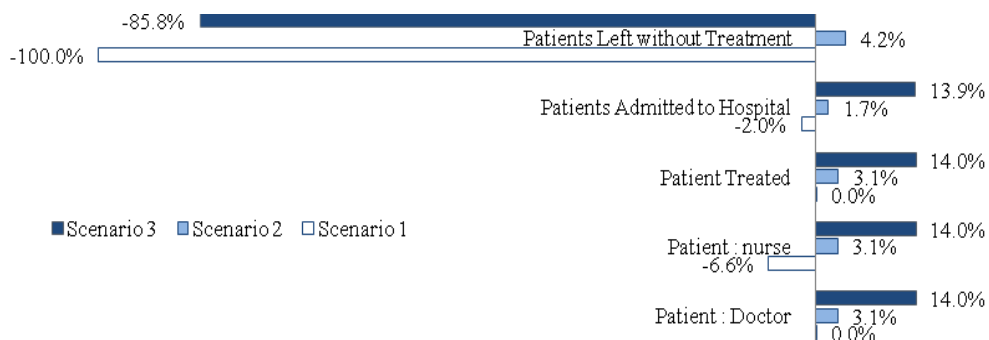 -85.8%
Patients Left without Treatment 4.2%
-100.0%
13.9%
Patients Admitted to Hospital 1.7%
-2.0%
14.0%
Patient Treated 3.1%
0.0%
Scenario 3 Scenario 2 Scenario 1
14.0%
Patient : nurse 3.1%
-6.6%
14.0%
Patient : Doctor 3.1%
0.0%